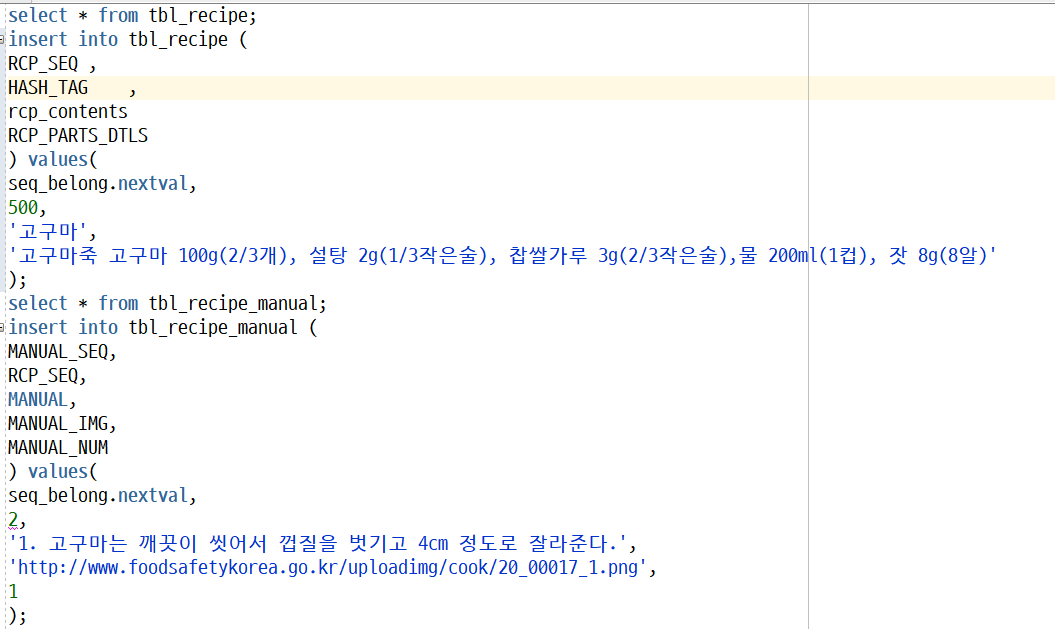 select * from tbl_recipe;
insert into tbl_recipe (
RCP_SEQ ,
HASH_TAG    ,
rcp_contents
RCP_PARTS_DTLS
) values(
seq_belong.nextval,
500,
'고구마',
'고구마죽 고구마 100g(2/3개), 설탕 2g(1/3작은술), 찹쌀가루 3g(2/3작은술),물 200ml(1컵), 잣 8g(8알)'
);
select * from tbl_recipe_manual;
insert into tbl_recipe_manual (
MANUAL_SEQ,
RCP_SEQ,
MANUAL,
MANUAL_IMG,
MANUAL_NUM
) values(
seq_belong.nextval,
2,
'1. 고구마는 깨끗이 씻어서 껍질을 벗기고 4cm 정도로 잘라준다.',
'http://www.foodsafetykorea.go.kr/uploadimg/cook/20_00017_1.png',
1
);